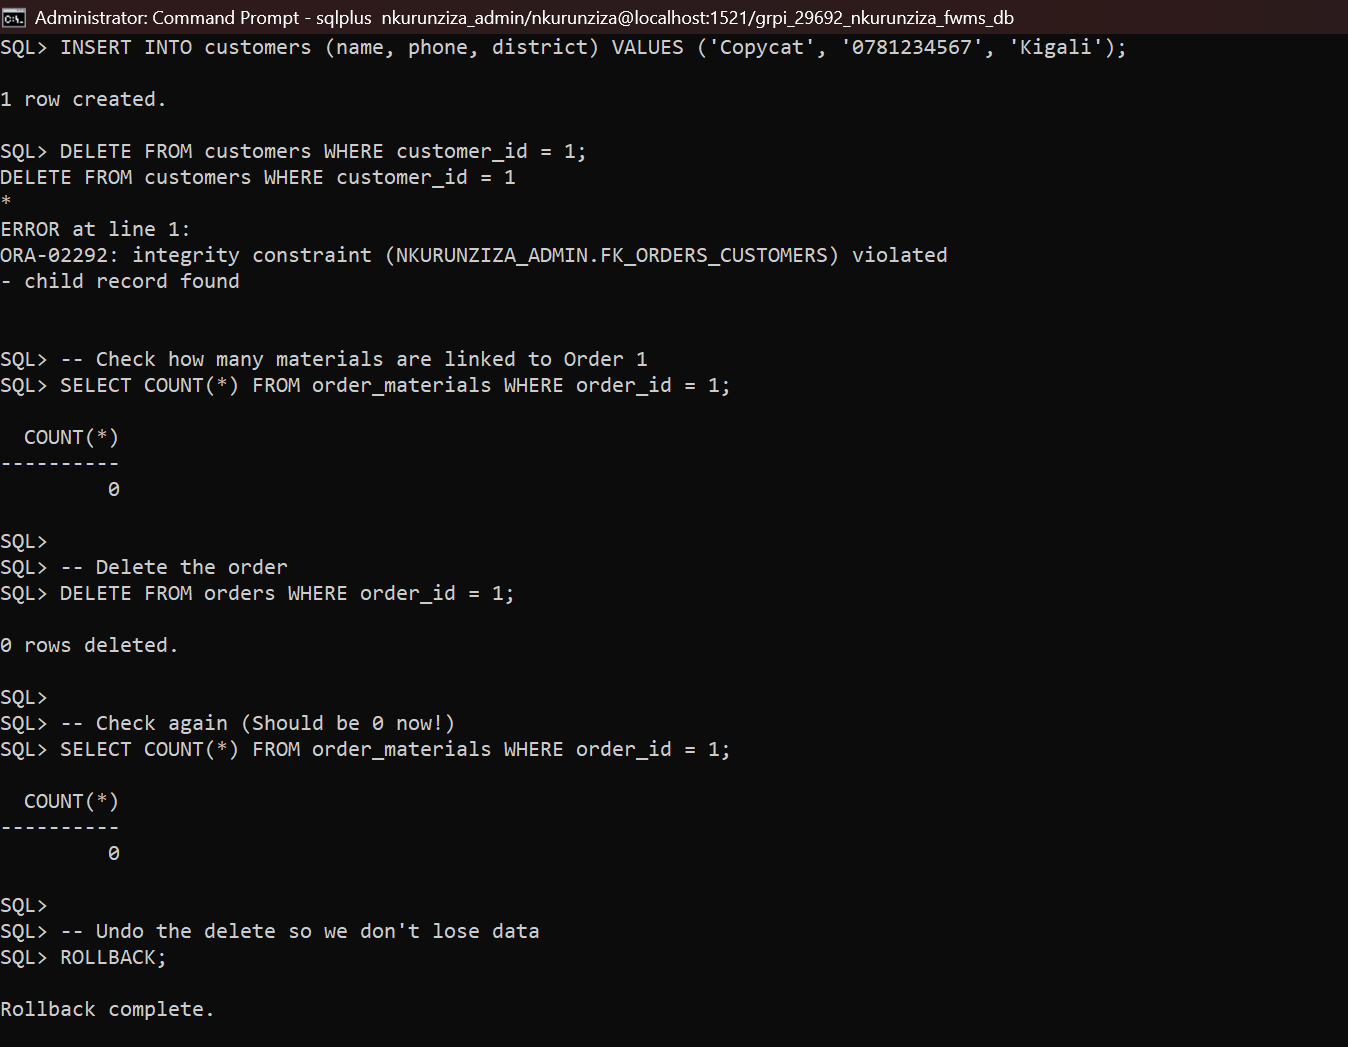 Administrator: Command Prompt - sqlplus  nkurunziza_admin/nkurunziza@localhost:1521/grpi_29692_nkurunziza_fwms_db
SQL> INSERT INTO customers (name, phone, district) VALUES ('Copycat', '0781234567', 'Kigali');
1 row created.
SQL> DELETE FROM customers WHERE customer_id = 1;
DELETE FROM customers WHERE customer_id = 1
*
ERROR at line 1:
ORA-02292: integrity constraint (NKURUNZIZA_ADMIN.FK_ORDERS_CUSTOMERS) violated
- child record found
SQL> -- Check how many materials are linked to Order 1
SQL> SELECT COUNT(*) FROM order_materials WHERE order_id = 1;
  COUNT(*)
----------
         0
SQL>
SQL> -- Delete the order
SQL> DELETE FROM orders WHERE order_id = 1;
0 rows deleted.
SQL>
SQL> -- Check again (Should be 0 now!)
SQL> SELECT COUNT(*) FROM order_materials WHERE order_id = 1;
  COUNT(*)
----------
         0
SQL>
SQL> -- Undo the delete so we don't lose data
SQL> ROLLBACK;
Rollback complete.